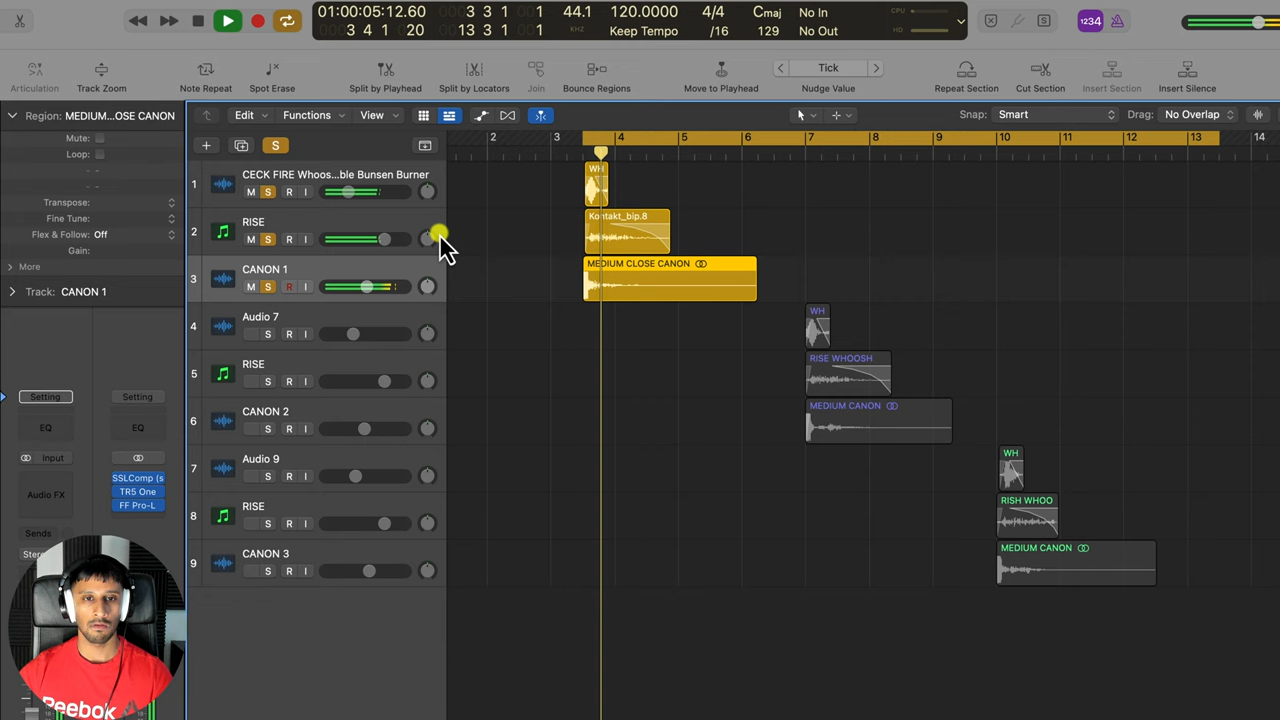 01:00:05:12.60 3 3 1 1 44.1 120.0000 4/4 Cmaj No In CPU 1234
3 4 1 20 13 3 1 1 KHZ Keep Tempo /16 129 No Out HD
Tick
Articulation Track Zoom Note Repeat Spot Erase Split by Playhead Split by Locators Join Bounce Regions Move to Playhead Nudge Value Repeat Section Cut Section Insert Section Insert Silence
Region: MEDIUM...OSE CANON Edit Functions View Snap: Smart Drag: No Overlap
Mute:
Loop:
2 3 4 5 6 7 8 9 10 11 12 13 14
S
Transpose:
Fine Tune:
Flex & Follow: Off
Gain:
More
Track: CANON 1
1 CECK FIRE Whoos...ble Bunsen Burner
M S R I
WH
2 RISE
M S R I
Kontakt_bip.8
3 CANON 1
M S R I
MEDIUM CLOSE CANON
4 Audio 7
S R I
WH
5 RISE
S R I
RISE WHOOSH
6 CANON 2
S R I
MEDIUM CANON
7 Audio 9
S R I
WH
8 RISE
S R I
RISH WHOO
9 CANON 3
S R I
MEDIUM CANON
Setting Setting
EQ EQ
Input
SSLComp (s
Audio FX TR5 One
FF Pro-L
Sends
Stere
Reebok